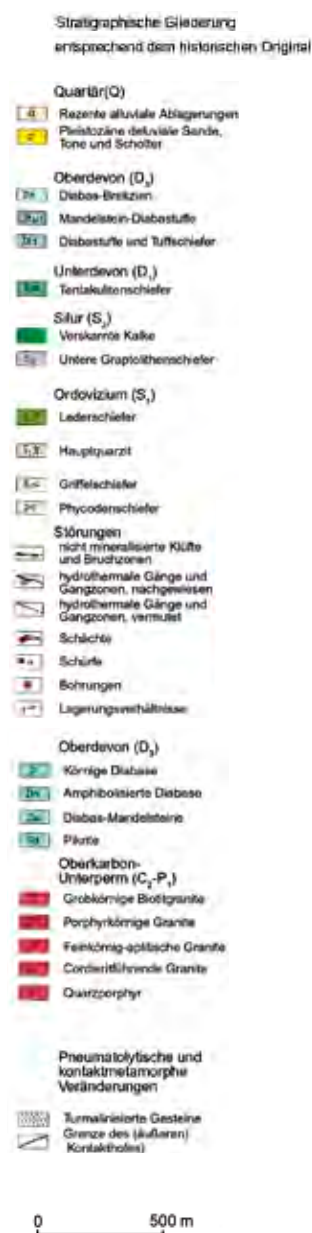 Stratigraphische Gliederung
entsprechend dem historischen Original
Quartär(Q)
Rezente alluviale Ablagerungen
Pleistozäne deluviale Sande,
Tone und Schotter
Oberdevon (D₃)
Diabas-Brekzien
Mandelstein-Diabastuffe
Diabastuffe und Tuffschiefer
Unterdevon (D₁)
Tentakulitenschiefer
Silur (S₂)
Verskarnte Kalke
Untere Graptolithenschiefer
Ordovizium (S₁)
Lederschiefer
Hauptquarzit
Griffelschiefer
Phycodenschiefer
Störungen
nicht mineralisierte Klüfte
und Bruchzonen
hydrothermale Gänge und
Gangzonen, nachgewiesen
hydrothermale Gänge und
Gangzonen, vermutet
Schächte
Schürfe
Bohrungen
Lagerungsverhältnisse
Oberdevon (D₃)
Körnige Diabase
Amphibolisierte Diabase
Diabas-Mandelsteine
Pikrite
Oberkarbon-
Unterperm (C₂-P₁)
Grobkörnige Biotitgranite
Porphyrkörnige Granite
Feinkörnig-aplitische Granite
Cordieritführende Granite
Quarzporphyr
Pneumatolytische und
kontaktmetamorphe
Veränderungen
Turmalinisierte Gesteine
Grenze des (äußeren)
Kontakthofes)
0 500 m